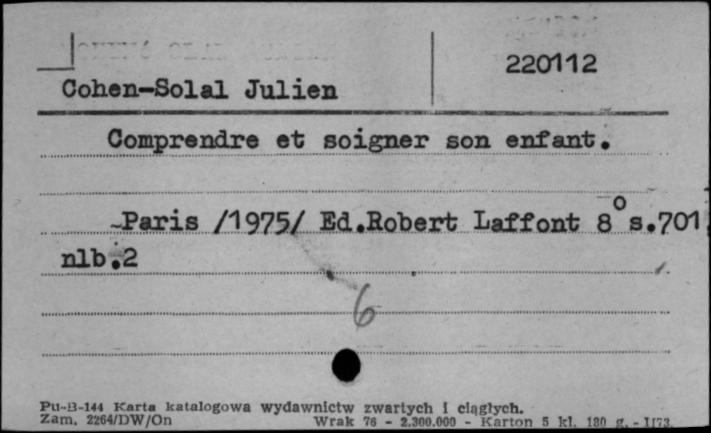 220112
Cohen-Solal Julien
Comprendre et soigner son enfant.
~Paris /1975/ Ed.Robert Laffont 8° s.701,
nlb.2
6
Pu-B-144 Karta katalogowa wydawnictw zwartych i ciągłych.
Zam. 2264/DW/On Wrak 76 - 2.300.000 - Karton 5 kl. 180 g. - I/73.